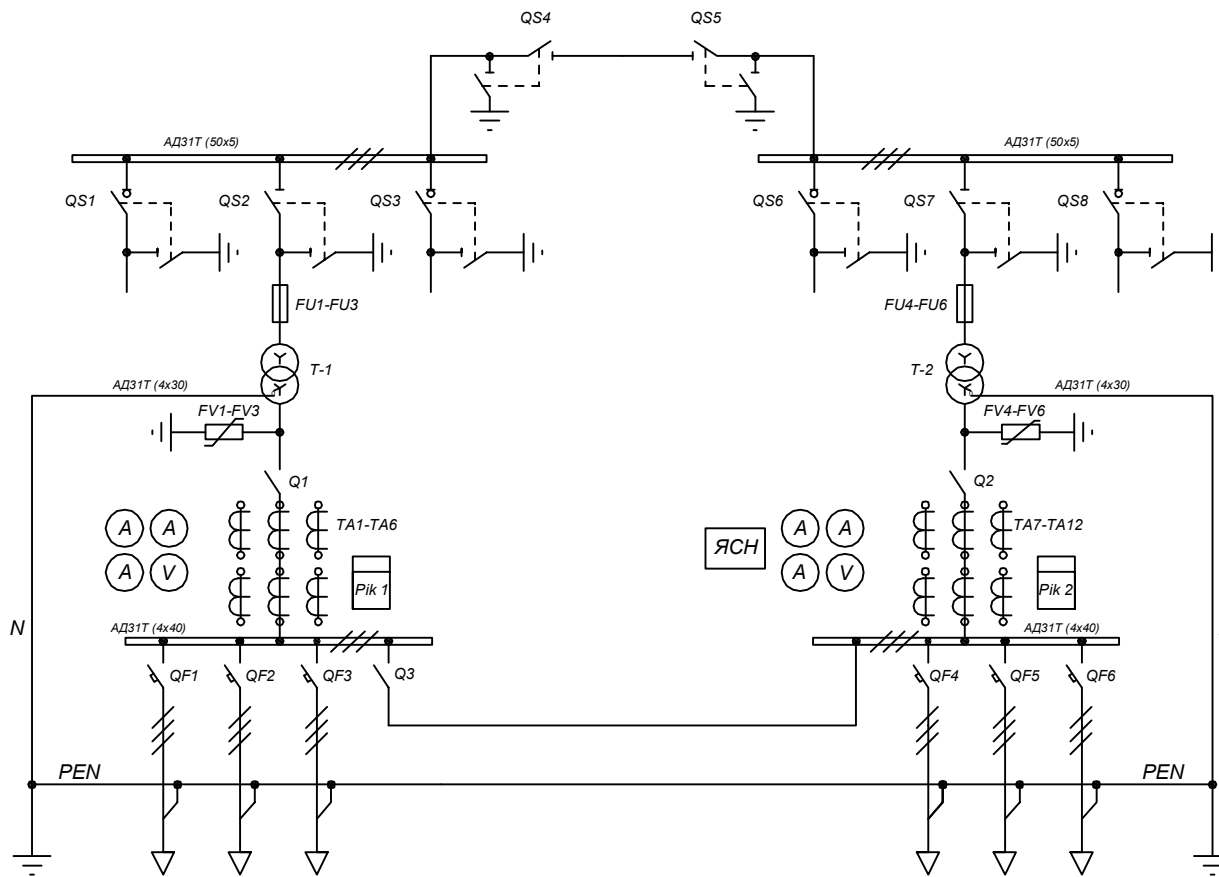 QS4 QS5
АД31Т (50х5) АД31Т (50х5)
QS1 QS2 QS3 QS6 QS7 QS8
FU1-FU3 FU4-FU6
T-1 T-2
АД31Т (4х30) АД31Т (4х30)
FV1-FV3 FV4-FV6
Q1 Q2
A A TA1-TA6 ЯСН A A TA7-TA12
A V Pik 1 A V Pik 2
N АД31Т (4х40) АД31Т (4х40)
QF1 QF2 QF3 Q3 QF4 QF5 QF6
PEN PEN